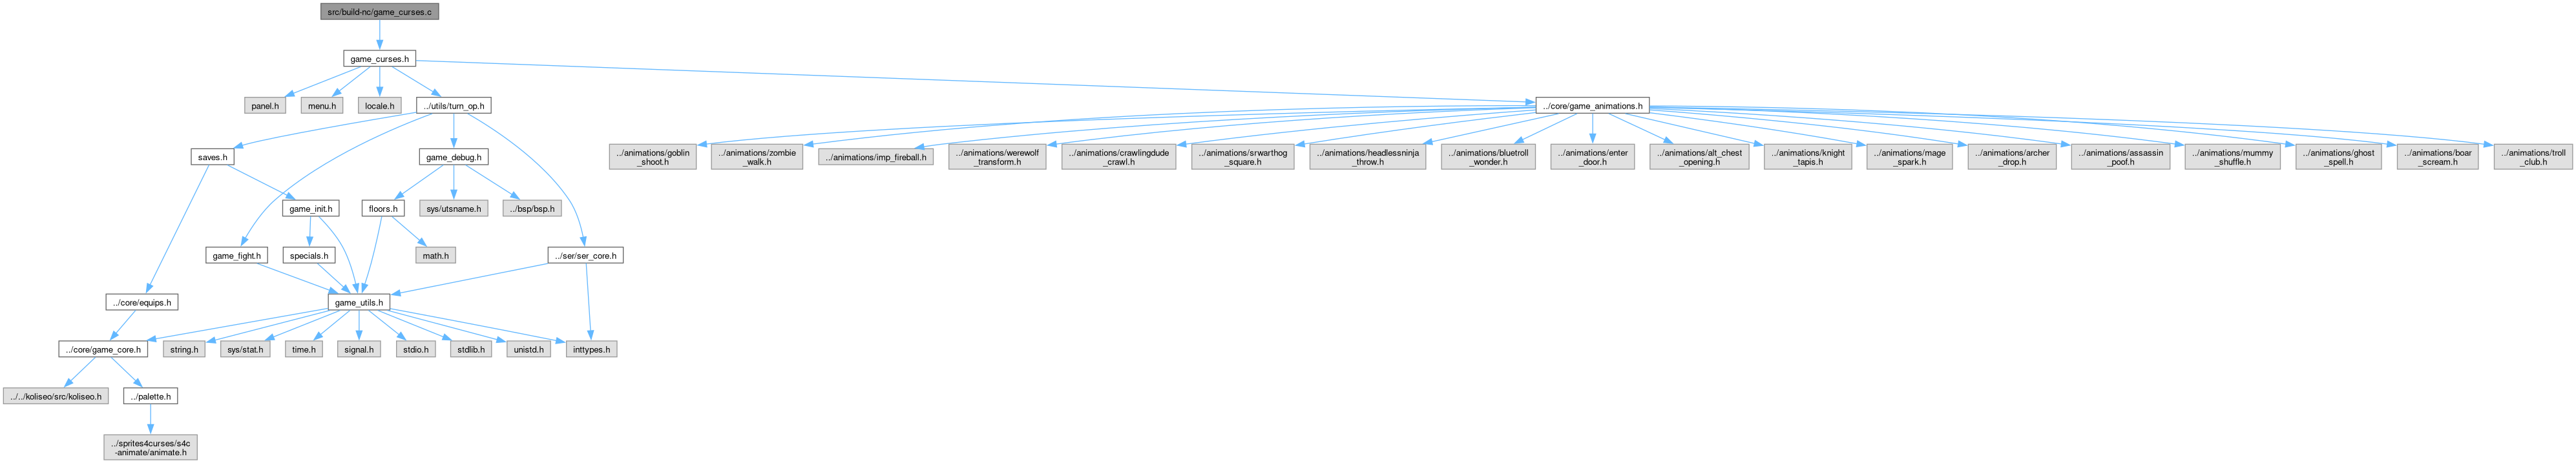 src/build-nc/game_curses.c
game_curses.h
panel.h
menu.h
locale.h
../utils/turn_op.h
../core/game_animations.h
saves.h
game_debug.h
../animations/goblin
_shoot.h
../animations/zombie
_walk.h
../animations/imp_fireball.h
../animations/werewolf
_transform.h
../animations/crawlingdude
_crawl.h
../animations/srwarthog
_square.h
../animations/headlessninja
_throw.h
../animations/bluetroll
_wonder.h
../animations/enter
_door.h
../animations/alt_chest
_opening.h
../animations/knight
_tapis.h
../animations/mage
_spark.h
../animations/archer
_drop.h
../animations/assassin
_poof.h
../animations/mummy
_shuffle.h
../animations/ghost
_spell.h
../animations/boar
_scream.h
../animations/troll
_club.h
game_init.h
floors.h
sys/utsname.h
../bsp/bsp.h
game_fight.h
specials.h
math.h
../ser/ser_core.h
../core/equips.h
game_utils.h
../core/game_core.h
string.h
sys/stat.h
time.h
signal.h
stdio.h
stdlib.h
unistd.h
inttypes.h
../../koliseo/src/koliseo.h
../palette.h
../sprites4curses/s4c
-animate/animate.h